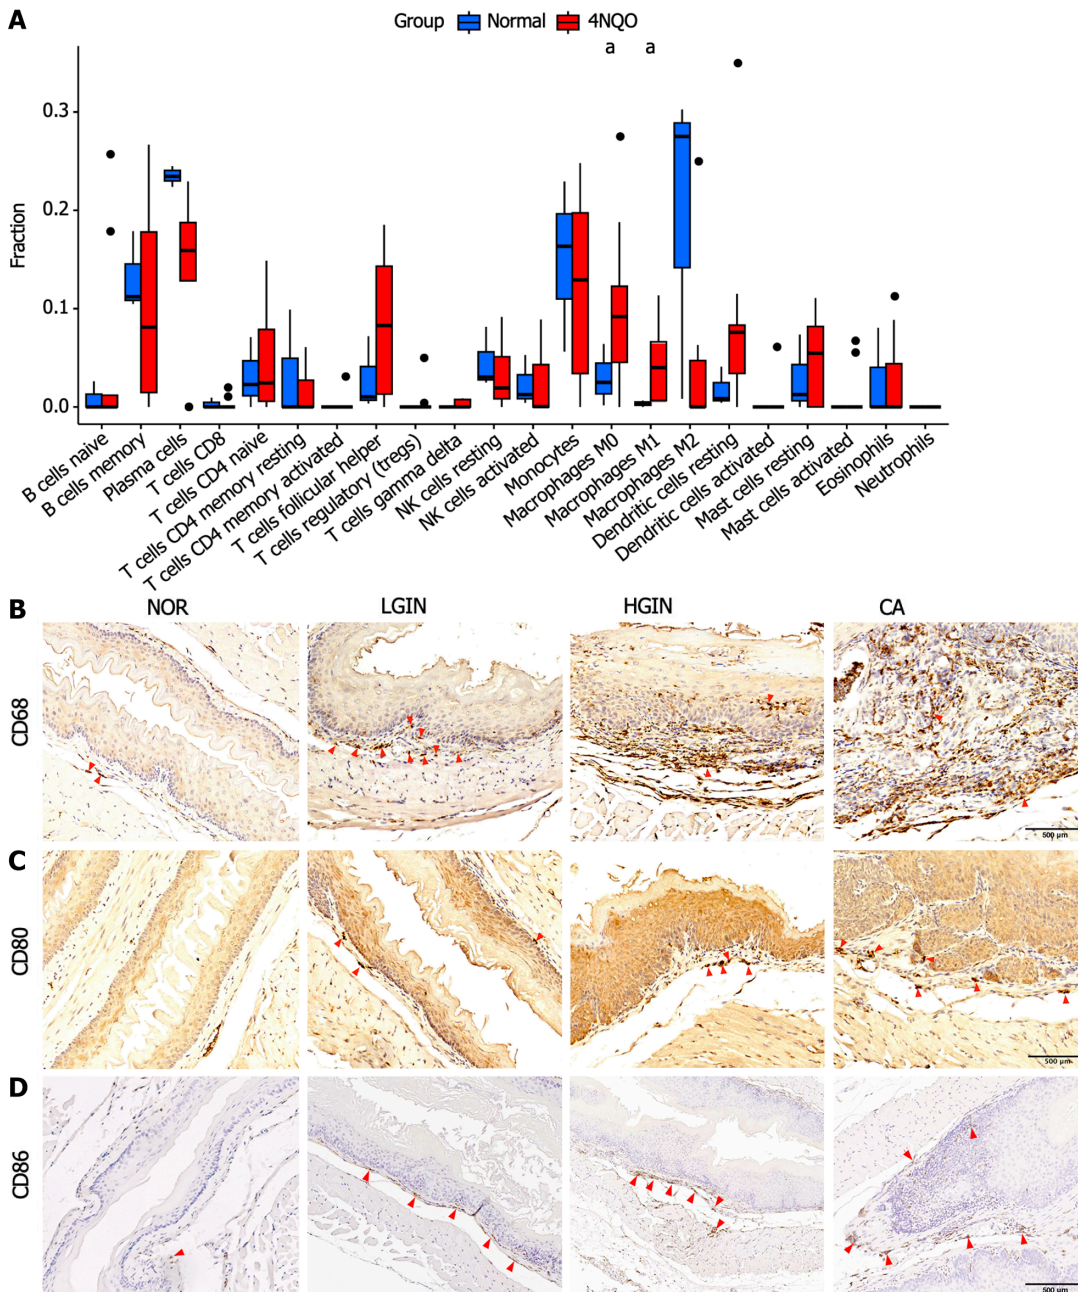 A
Group Normal 4NQO
a a
Fraction
0.3
0.2
0.1
0.0
B cells naive
B cells memory
Plasma cells
T cells CD8
T cells CD4 naive
T cells CD4 memory resting
T cells CD4 memory activated
T cells follicular helper
T cells regulatory (tregs)
T cells gamma delta
NK cells resting
NK cells activated
Monocytes
Macrophages M0
Macrophages M1
Macrophages M2
Dendritic cells resting
Dendritic cells activated
Mast cells resting
Mast cells activated
Eosinophils
Neutrophils
B
NOR LGIN HGIN CA
CD68
500 μm
C
CD80
500 μm
D
CD86
500 μm